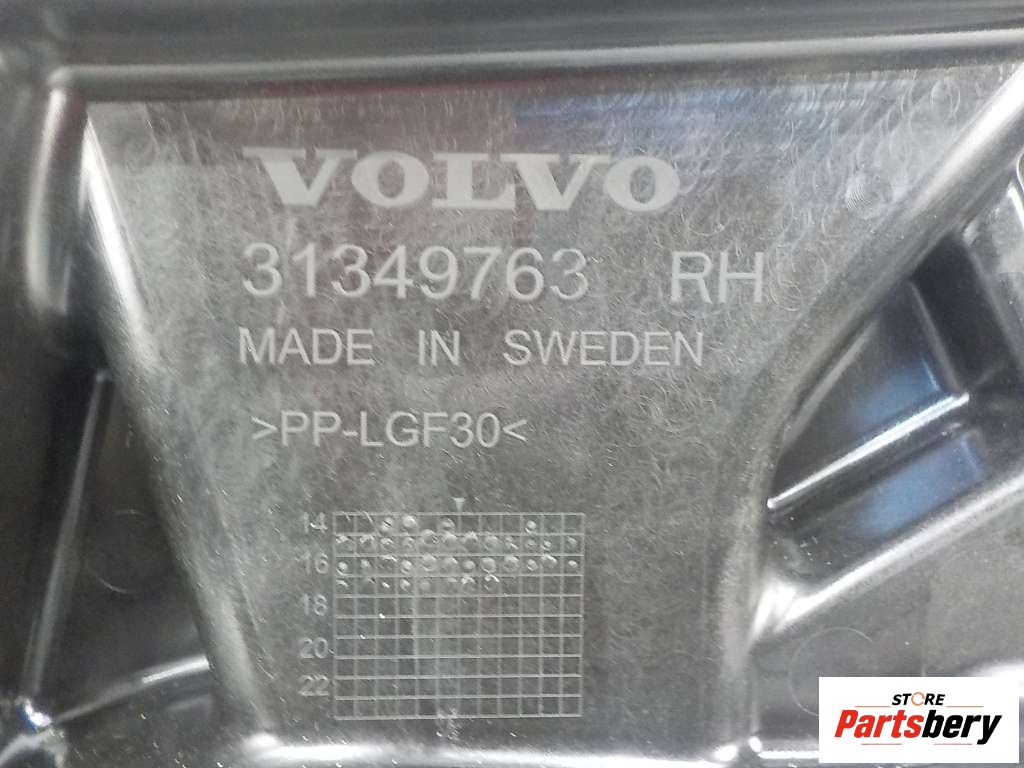 VOLVO
31349763 RH
MADE IN SWEDEN
>PP-LGF30<
14
16
18
20
22
STORE
Partsbery